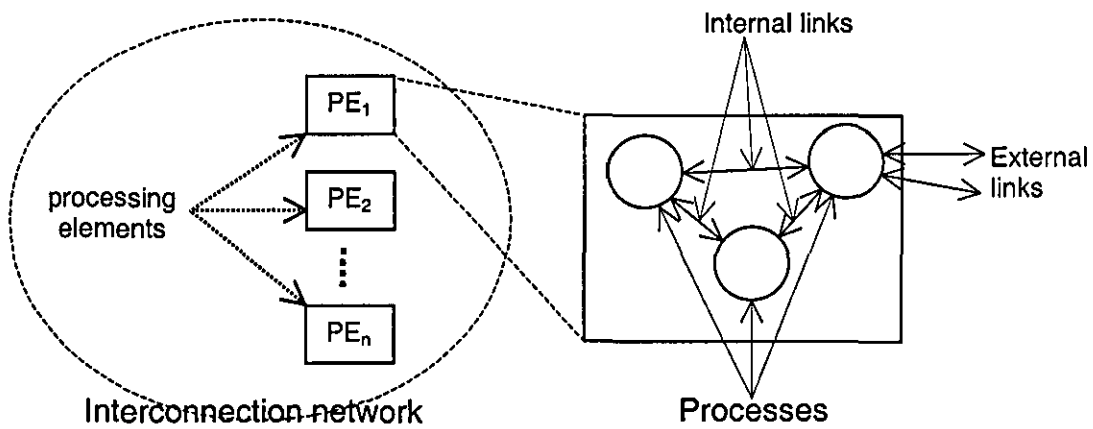 Internal links
PE₁
External
links
processing
elements
PE₂
PEₙ
Interconnection network
Processes